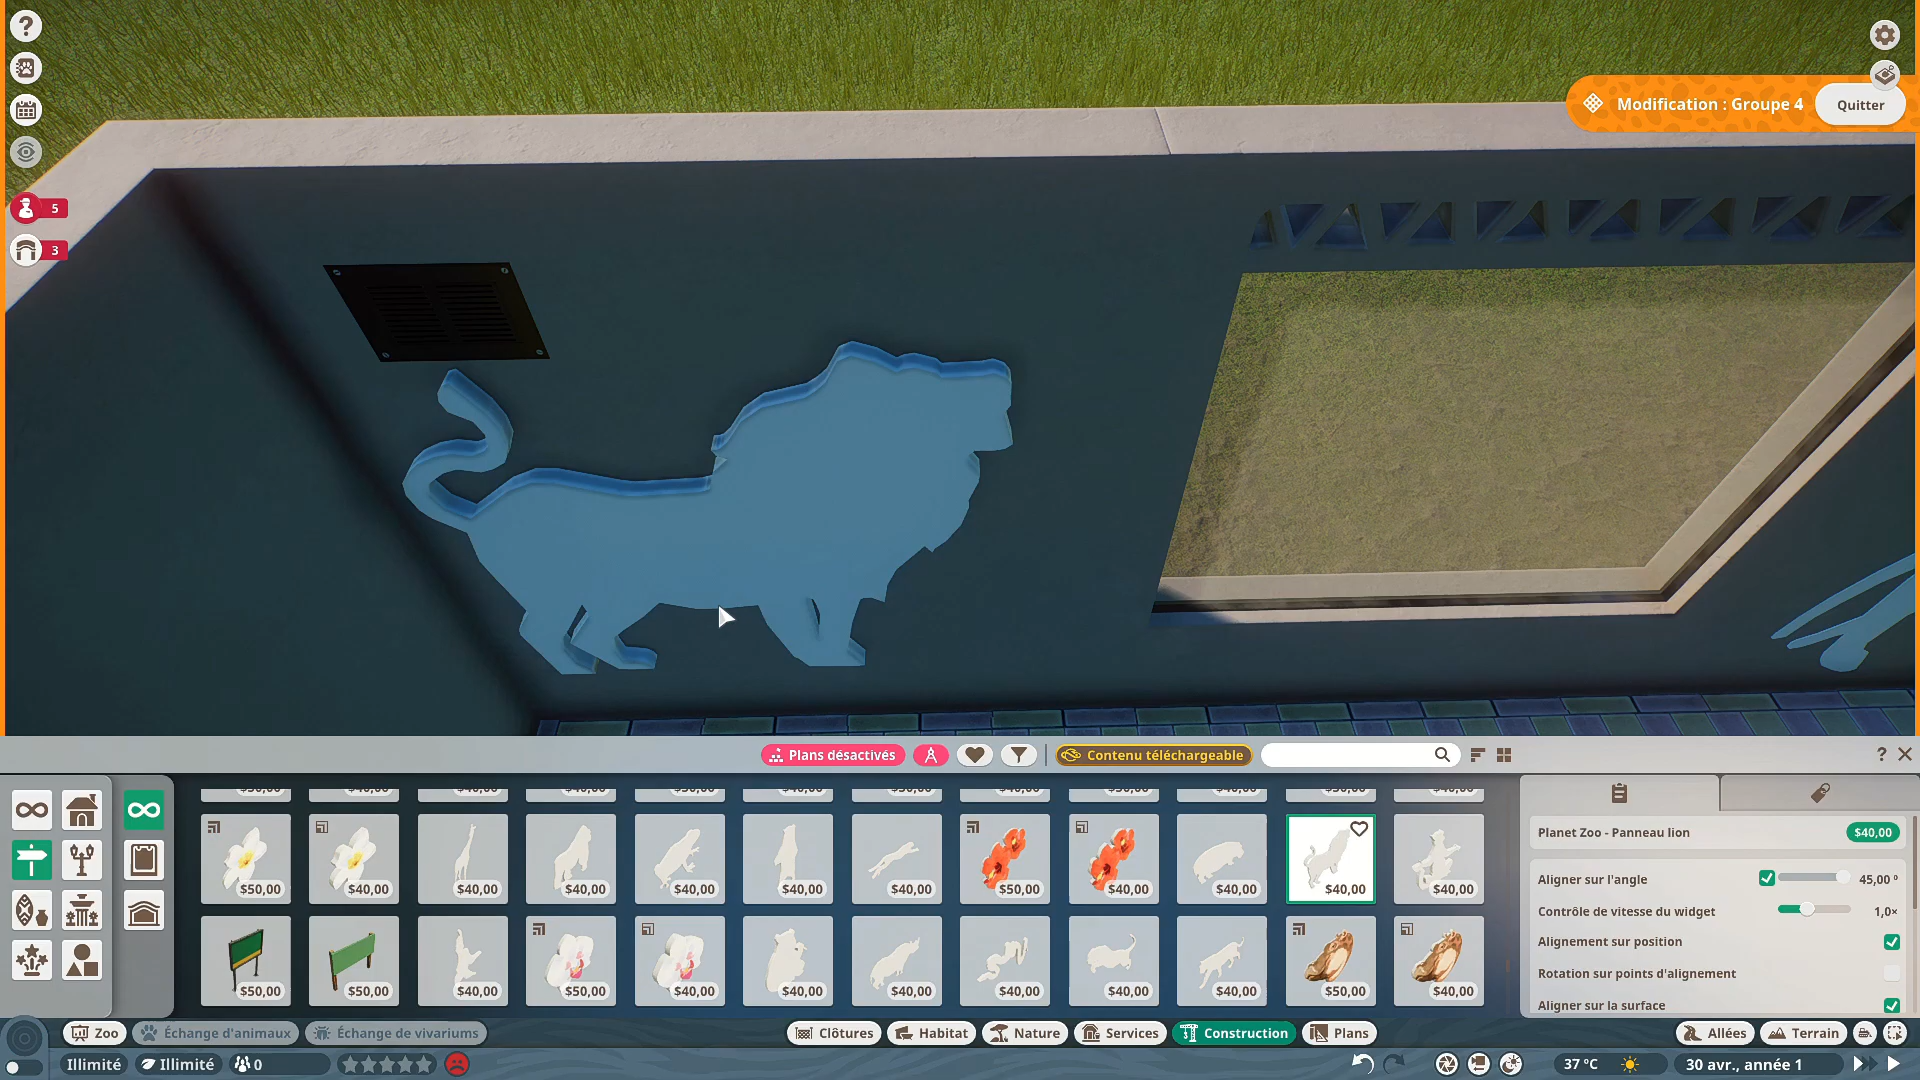 ?
Modification : Groupe 4
Quitter
5
3
Plans désactivés
Contenu téléchargeable
?
$50,00
$40,00
$40,00
$40,00
$40,00
$40,00
$40,00
$50,00
$40,00
$40,00
$40,00
$40,00
$50,00
$50,00
$40,00
$50,00
$40,00
$40,00
$40,00
$40,00
$40,00
$40,00
$50,00
$40,00
Planet Zoo - Panneau lion
$40,00
Aligner sur l'angle
45,00 º
Contrôle de vitesse du widget
1,0×
Alignement sur position
Rotation sur points d'alignement
Aligner sur la surface
Zoo
Échange d'animaux
Échange de vivariums
Clôtures
Habitat
Nature
Services
Construction
Plans
Allées
Terrain
Illimité
Illimité
0
37 ºC
30 avr., année 1